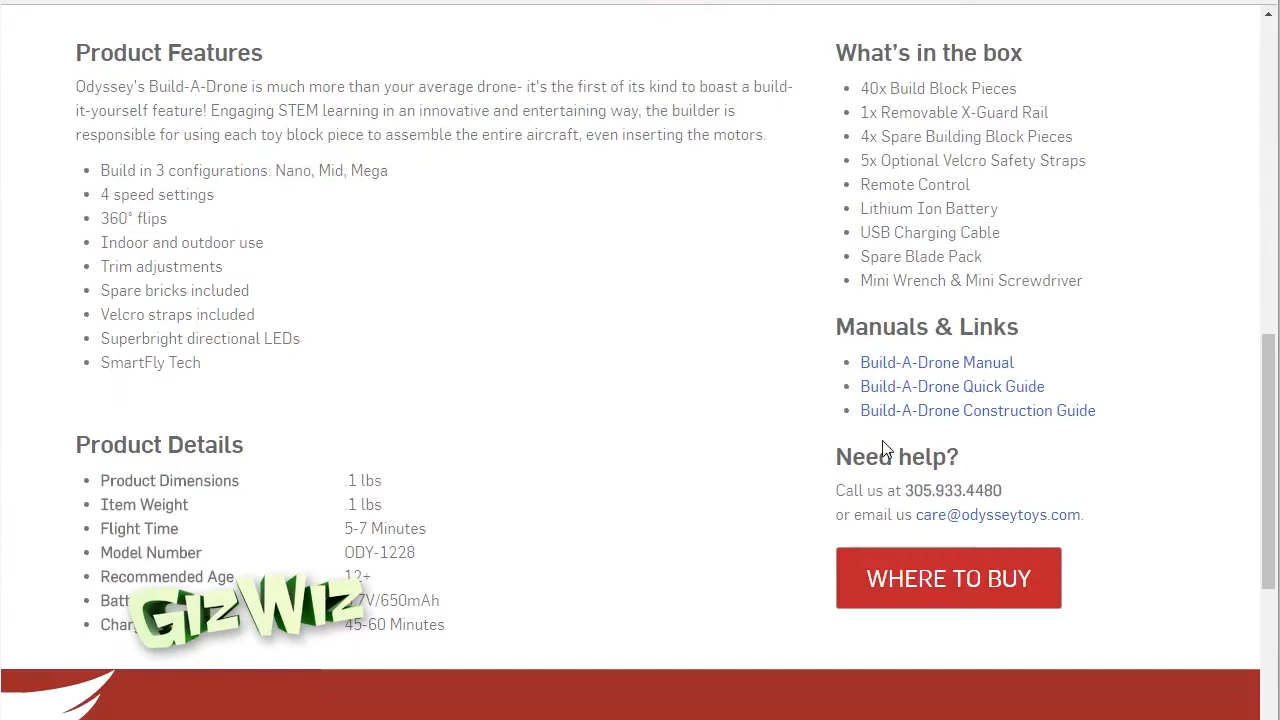 Product Features
Odyssey's Build-A-Drone is much more than your average drone- it's the first of its kind to boast a build-
it-yourself feature! Engaging STEM learning in an innovative and entertaining way, the builder is
responsible for using each toy block piece to assemble the entire aircraft, even inserting the motors.
Build in 3 configurations: Nano, Mid, Mega
4 speed settings
360° flips
Indoor and outdoor use
Trim adjustments
Spare bricks included
Velcro straps included
Superbright directional LEDs
SmartFly Tech
Product Details
Product Dimensions .1 lbs
Item Weight .1 lbs
Flight Time 5-7 Minutes
Model Number ODY-1228
Recommended Age 12+
7V/650mAh
45-60 Minutes
GizWiz
What's in the box
40x Build Block Pieces
1x Removable X-Guard Rail
4x Spare Building Block Pieces
5x Optional Velcro Safety Straps
Remote Control
Lithium Ion Battery
USB Charging Cable
Spare Blade Pack
Mini Wrench & Mini Screwdriver
Manuals & Links
Build-A-Drone Manual
Build-A-Drone Quick Guide
Build-A-Drone Construction Guide
Need help?
Call us at 305.933.4480
or email us care@odysseytoys.com.
WHERE TO BUY